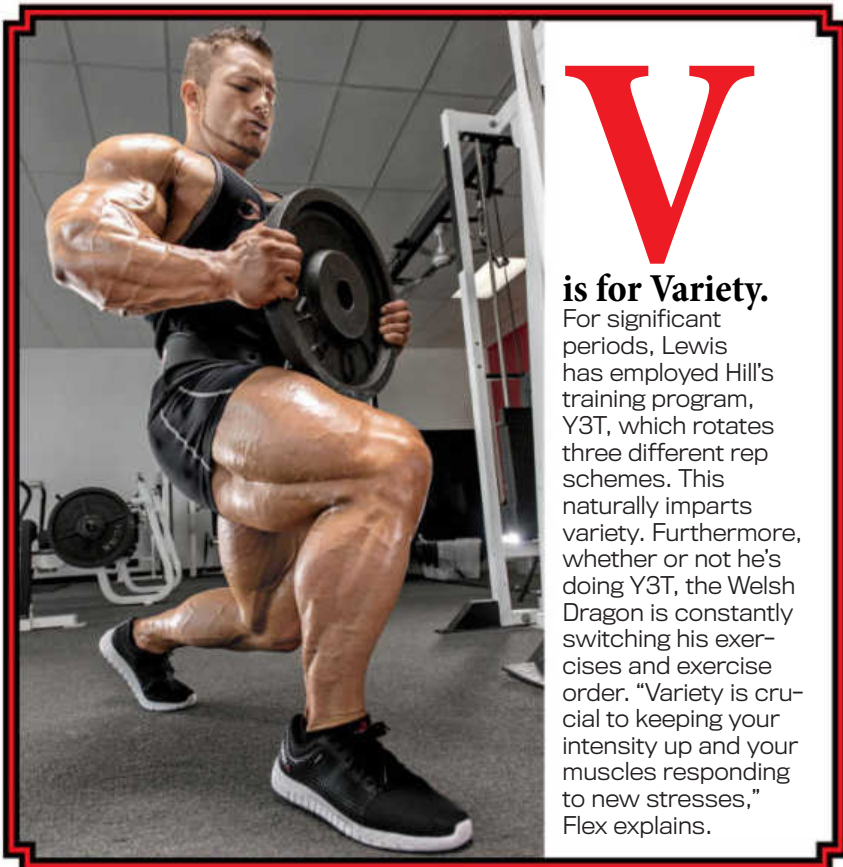 V
is for Variety.
For significant
periods, Lewis
has employed Hill's
training program,
Y3T, which rotates
three different rep
schemes. This
naturally imparts
variety. Furthermore,
whether or not he's
doing Y3T, the Welsh
Dragon is constantly
switching his exer-
cises and exercise
order. “Variety is cru-
cial to keeping your
intensity up and your
muscles responding
to new stresses,”
Flex explains.